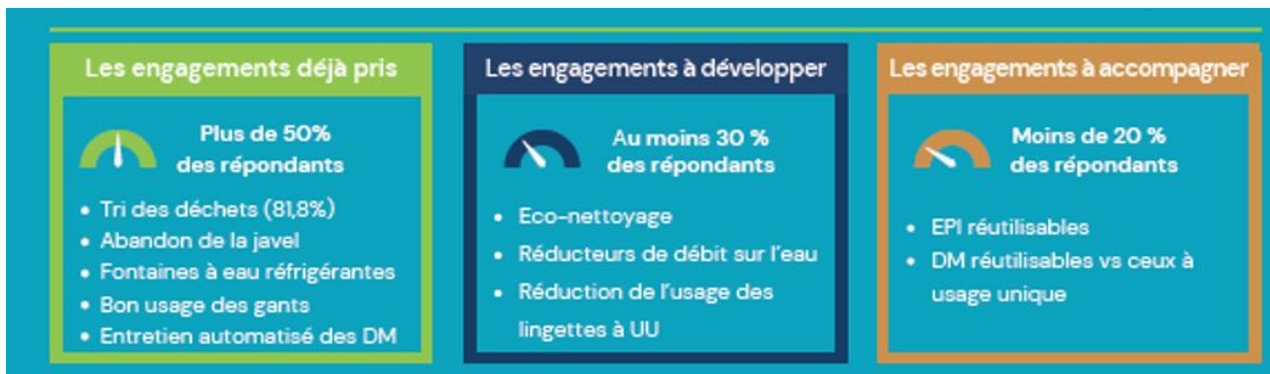 Les engagements déjà pris
Plus de 50%
des répondants
• Tri des déchets (81,8%)
• Abandon de la javel
• Fontaines à eau réfrigérantes
• Bon usage des gants
• Entretien automatisé des DM
Les engagements à développer
Au moins 30 %
des répondants
• Eco-nettoyage
• Réducteurs de débit sur l'eau
• Réduction de l'usage des
lingettes à UU
Les engagements à accompagner
Moins de 20 %
des répondants
• EPI réutilisables
• DM réutilisables vs ceux à
usage unique